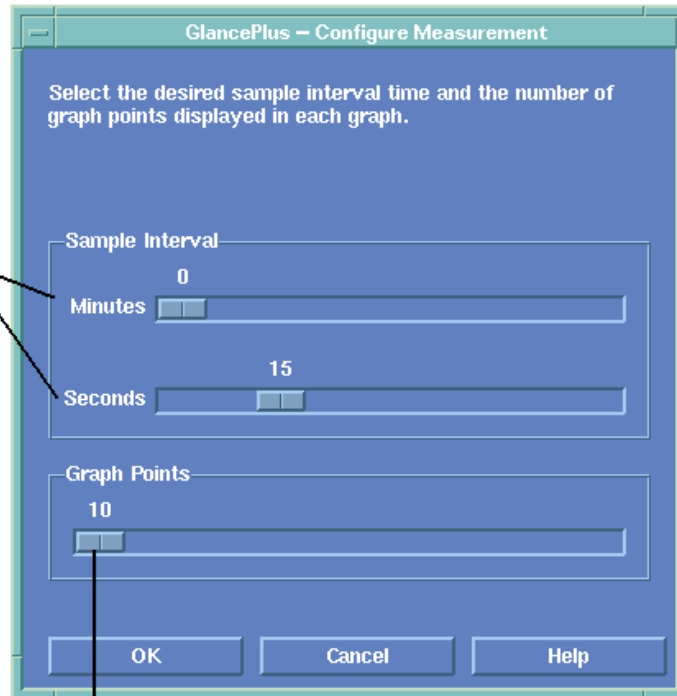 GlancePlus – Configure Measurement
Select the desired sample interval time and the number of
graph points displayed in each graph.
Sample Interval
0
Minutes
15
Seconds
Graph Points
10
OK Cancel Help